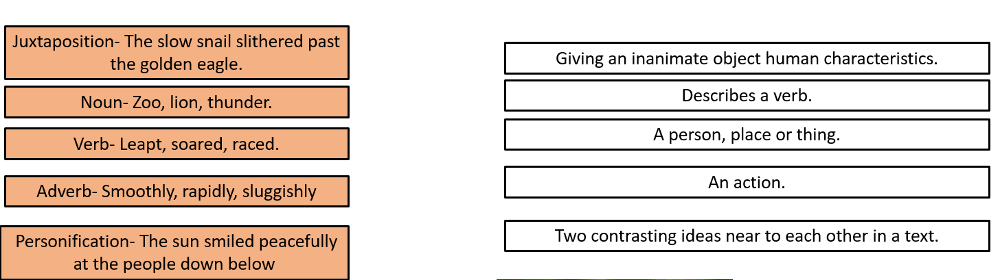 Juxtaposition- The slow snail slithered past
the golden eagle.
Noun- Zoo, lion, thunder.
Verb- Leapt, soared, raced.
Adverb- Smoothly, rapidly, sluggishly
Personification- The sun smiled peacefully
at the people down below
Giving an inanimate object human characteristics.
Describes a verb.
A person, place or thing.
An action.
Two contrasting ideas near to each other in a text.